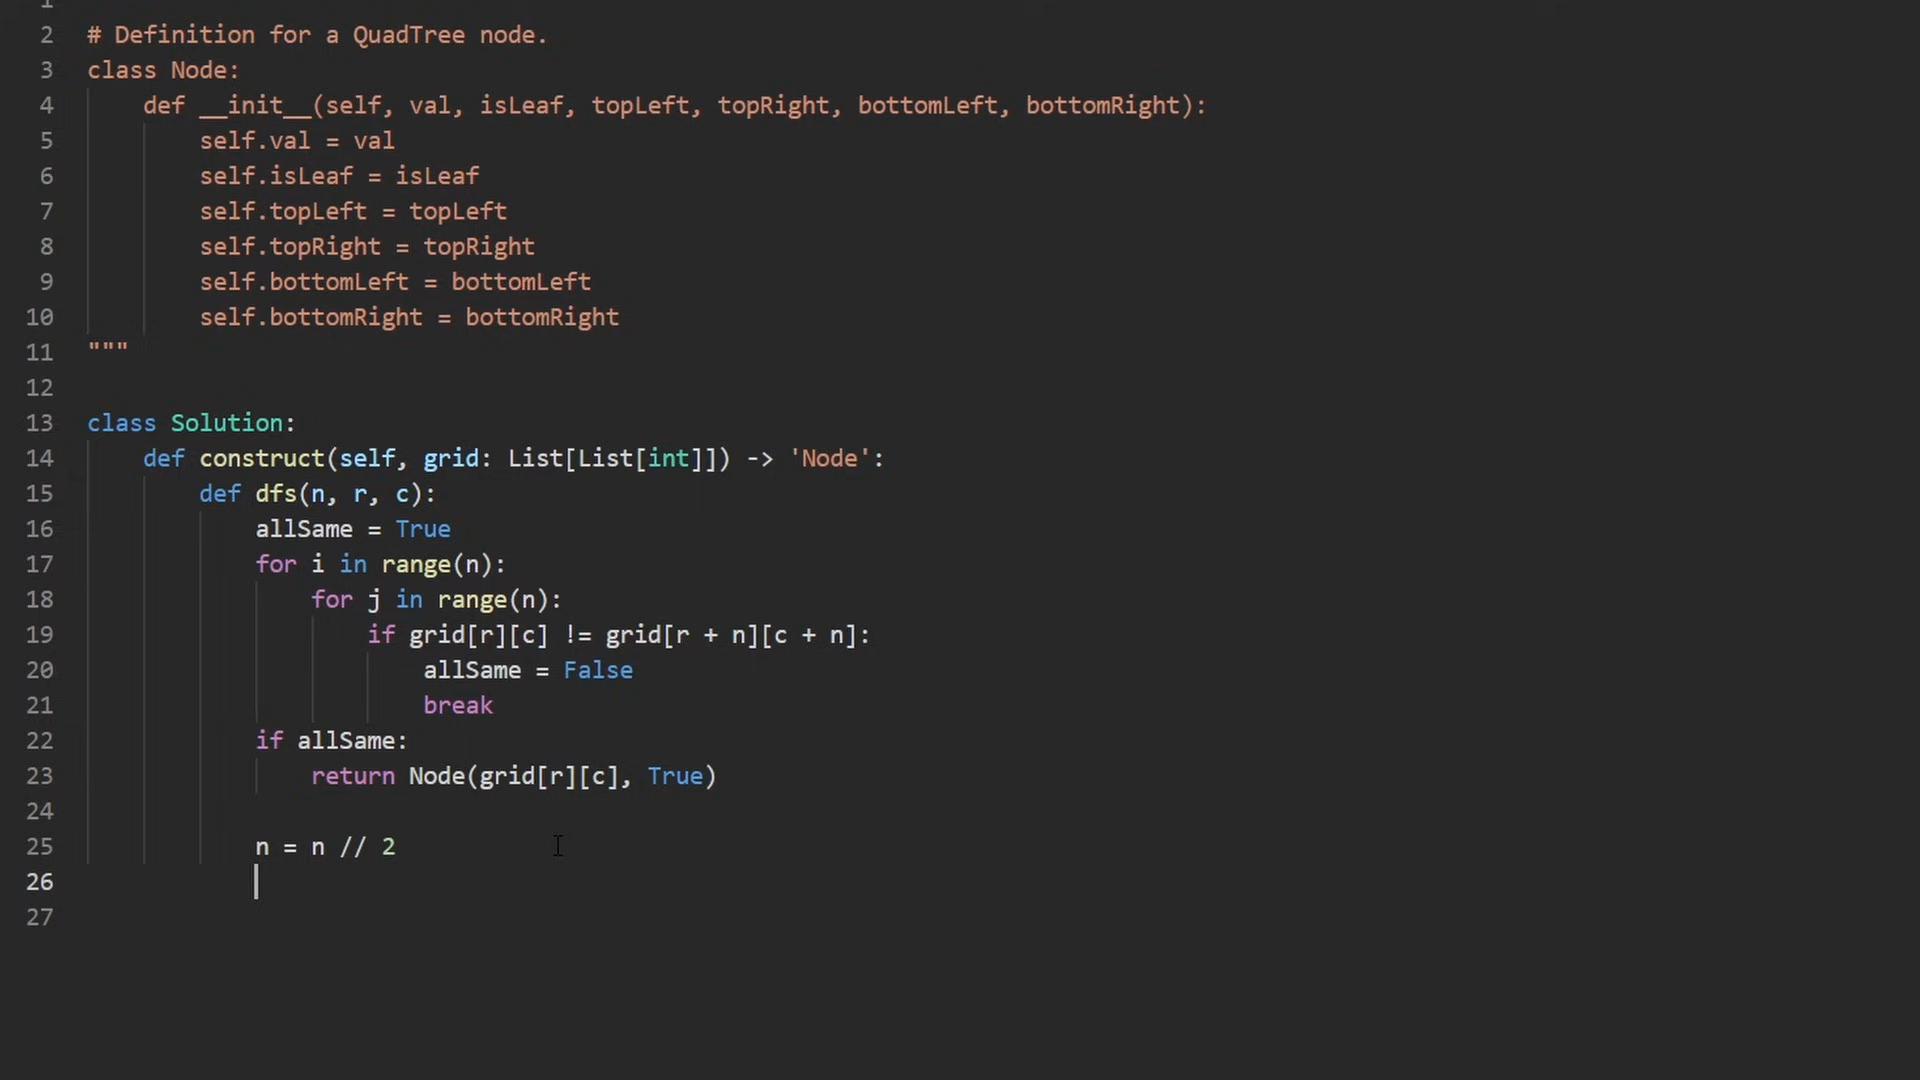 1
2 # Definition for a QuadTree node.
3 class Node:
4     def __init__(self, val, isLeaf, topLeft, topRight, bottomLeft, bottomRight):
5         self.val = val
6         self.isLeaf = isLeaf
7         self.topLeft = topLeft
8         self.topRight = topRight
9         self.bottomLeft = bottomLeft
10         self.bottomRight = bottomRight
11 """
12
13 class Solution:
14     def construct(self, grid: List[List[int]]) -> 'Node':
15         def dfs(n, r, c):
16             allSame = True
17             for i in range(n):
18                 for j in range(n):
19                     if grid[r][c] != grid[r + n][c + n]:
20                         allSame = False
21                         break
22             if allSame:
23                 return Node(grid[r][c], True)
24
25             n = n // 2
26
27